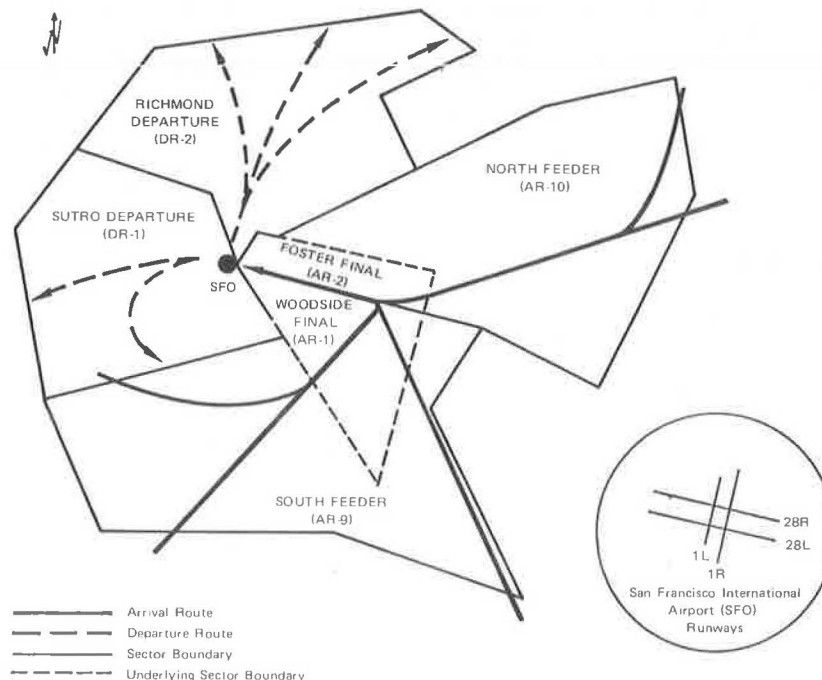 N
RICHMOND
DEPARTURE
(DR-2)
NORTH FEEDER
(AR-10)
SUTRO DEPARTURE
(DR-1)
FOSTER FINAL
(AR-2)
SFO
WOODSIDE
FINAL
(AR-1)
SOUTH FEEDER
(AR-9)
28R
28L
1L
1R
San Francisco International
Airport (SFO)
Runways
Arrival Route
Departure Route
Sector Boundary
Underlying Sector Boundary